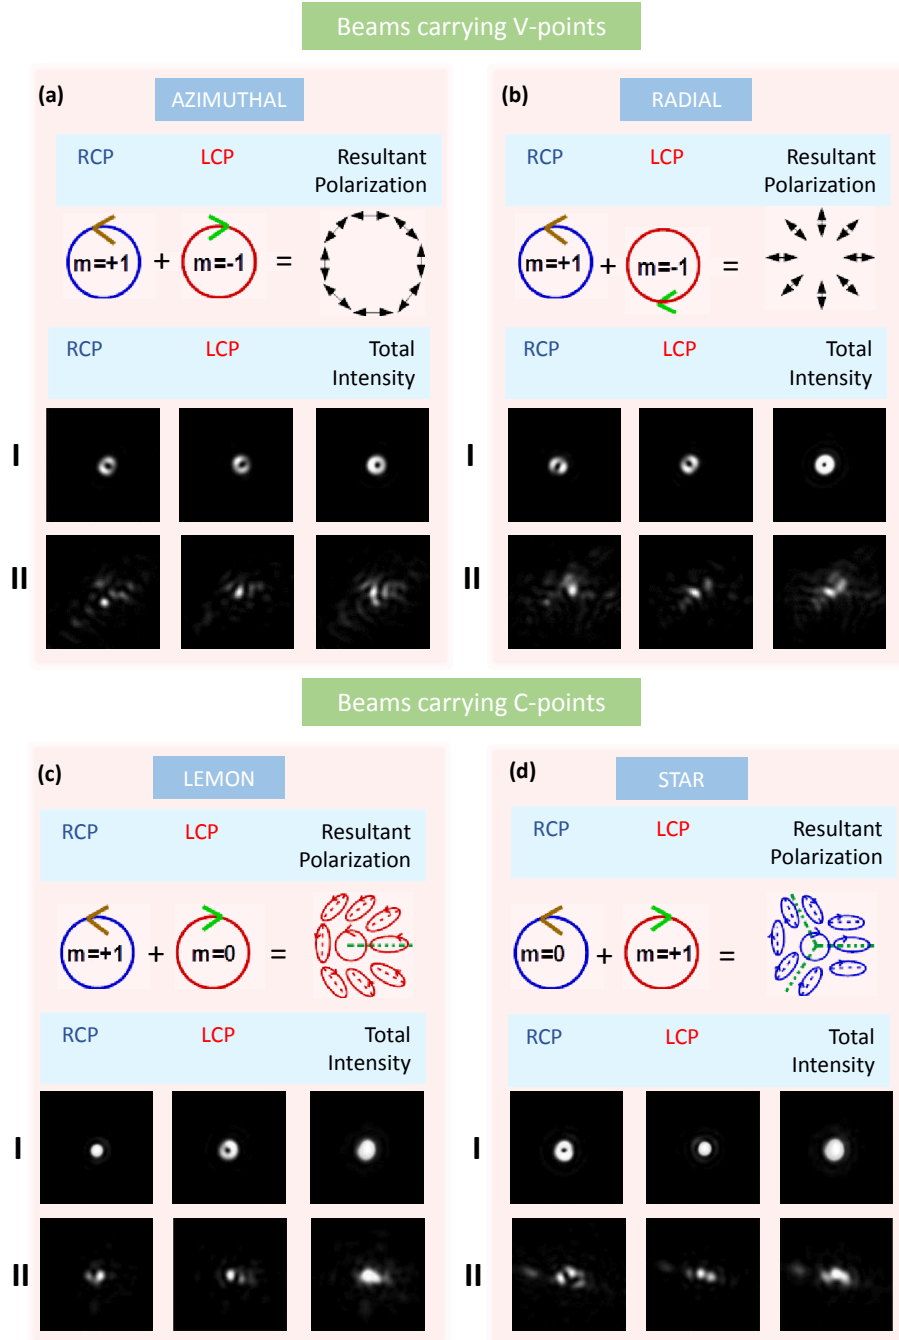 Beams carrying V-points
(a) AZIMUTHAL
RCP LCP Resultant
Polarization
m=+1 + m=-1 =
RCP LCP Total
Intensity
I
II
(b) RADIAL
RCP LCP Resultant
Polarization
m=+1 + m=-1 =
RCP LCP Total
Intensity
I
II
Beams carrying C-points
(c) LEMON
RCP LCP Resultant
Polarization
m=+1 + m=0 =
RCP LCP Total
Intensity
I
II
(d) STAR
RCP LCP Resultant
Polarization
m=0 + m=+1 =
RCP LCP Total
Intensity
I
II